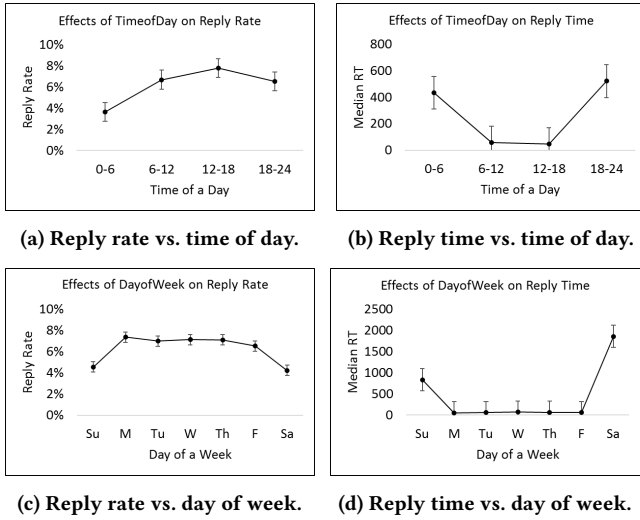 Effects of TimeofDay on Reply Rate
10%
8%
6%
4%
2%
0%
Reply Rate
0-6 6-12 12-18 18-24
Time of a Day
(a) Reply rate vs. time of day.
Effects of TimeofDay on Reply Time
800
600
400
200
0
Median RT
0-6 6-12 12-18 18-24
Time of a Day
(b) Reply time vs. time of day.
Effects of DayofWeek on Reply Rate
10%
8%
6%
4%
2%
0%
Reply Rate
Su M Tu W Th F Sa
Day of a Week
(c) Reply rate vs. day of week.
Effects of DayofWeek on Reply Time
2500
2000
1500
1000
500
0
Median RT
Su M Tu W Th F Sa
Day of a Week
(d) Reply time vs. day of week.